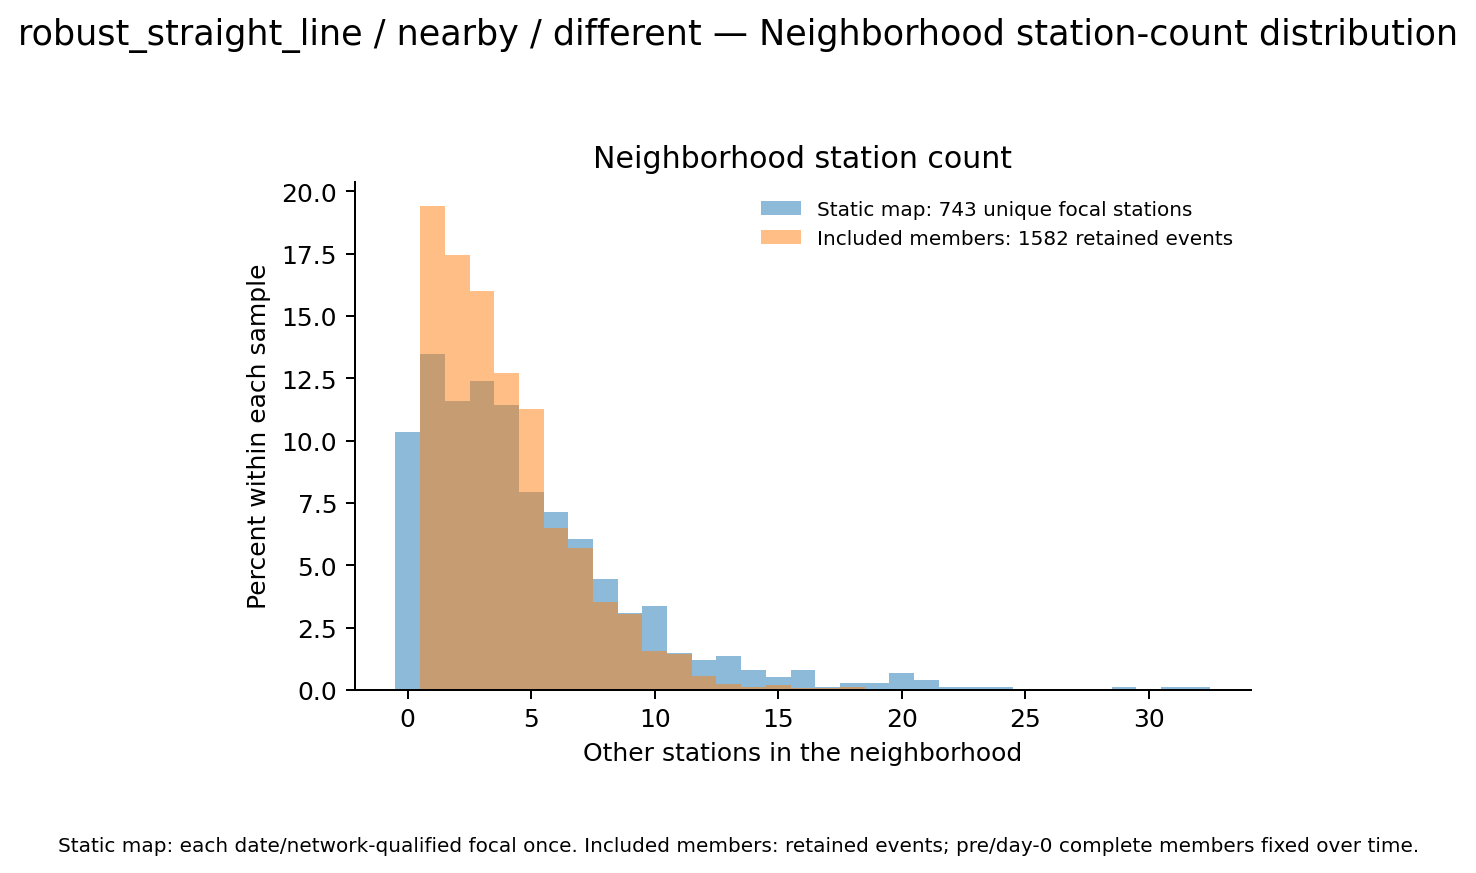 robust_straight_line / nearby / different — Neighborhood station-count distribution
Neighborhood station count
Static map: 743 unique focal stations
Included members: 1582 retained events
Percent within each sample
20.0
17.5
15.0
12.5
10.0
7.5
5.0
2.5
0.0
0 5 10 15 20 25 30
Other stations in the neighborhood
Static map: each date/network-qualified focal once. Included members: retained events; pre/day-0 complete members fixed over time.